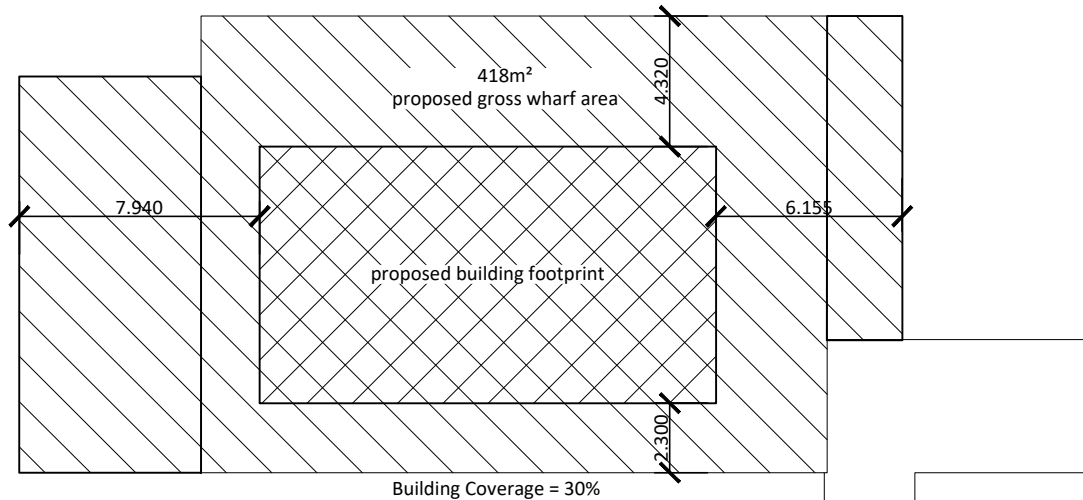 418m²
proposed gross wharf area
4.320
7.940
6.155
proposed building footprint
2.300
Building Coverage = 30%